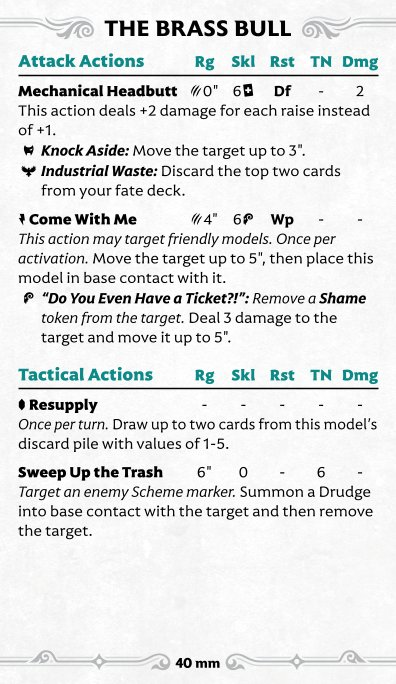 THE BRASS BULL
Attack Actions Rg Skl Rst TN Dmg
Mechanical Headbutt 0" 6 Df - 2
This action deals +2 damage for each raise instead
of +1.
Knock Aside: Move the target up to 3".
Industrial Waste: Discard the top two cards
from your fate deck.
Come With Me 4" 6 Wp - -
This action may target friendly models. Once per
activation. Move the target up to 5", then place this
model in base contact with it.
"Do You Even Have a Ticket?!": Remove a Shame
token from the target. Deal 3 damage to the
target and move it up to 5".
Tactical Actions Rg Skl Rst TN Dmg
Resupply - - - - -
Once per turn. Draw up to two cards from this model's
discard pile with values of 1-5.
Sweep Up the Trash 6" 0 - 6 -
Target an enemy Scheme marker. Summon a Drudge
into base contact with the target and then remove
the target.
40 mm